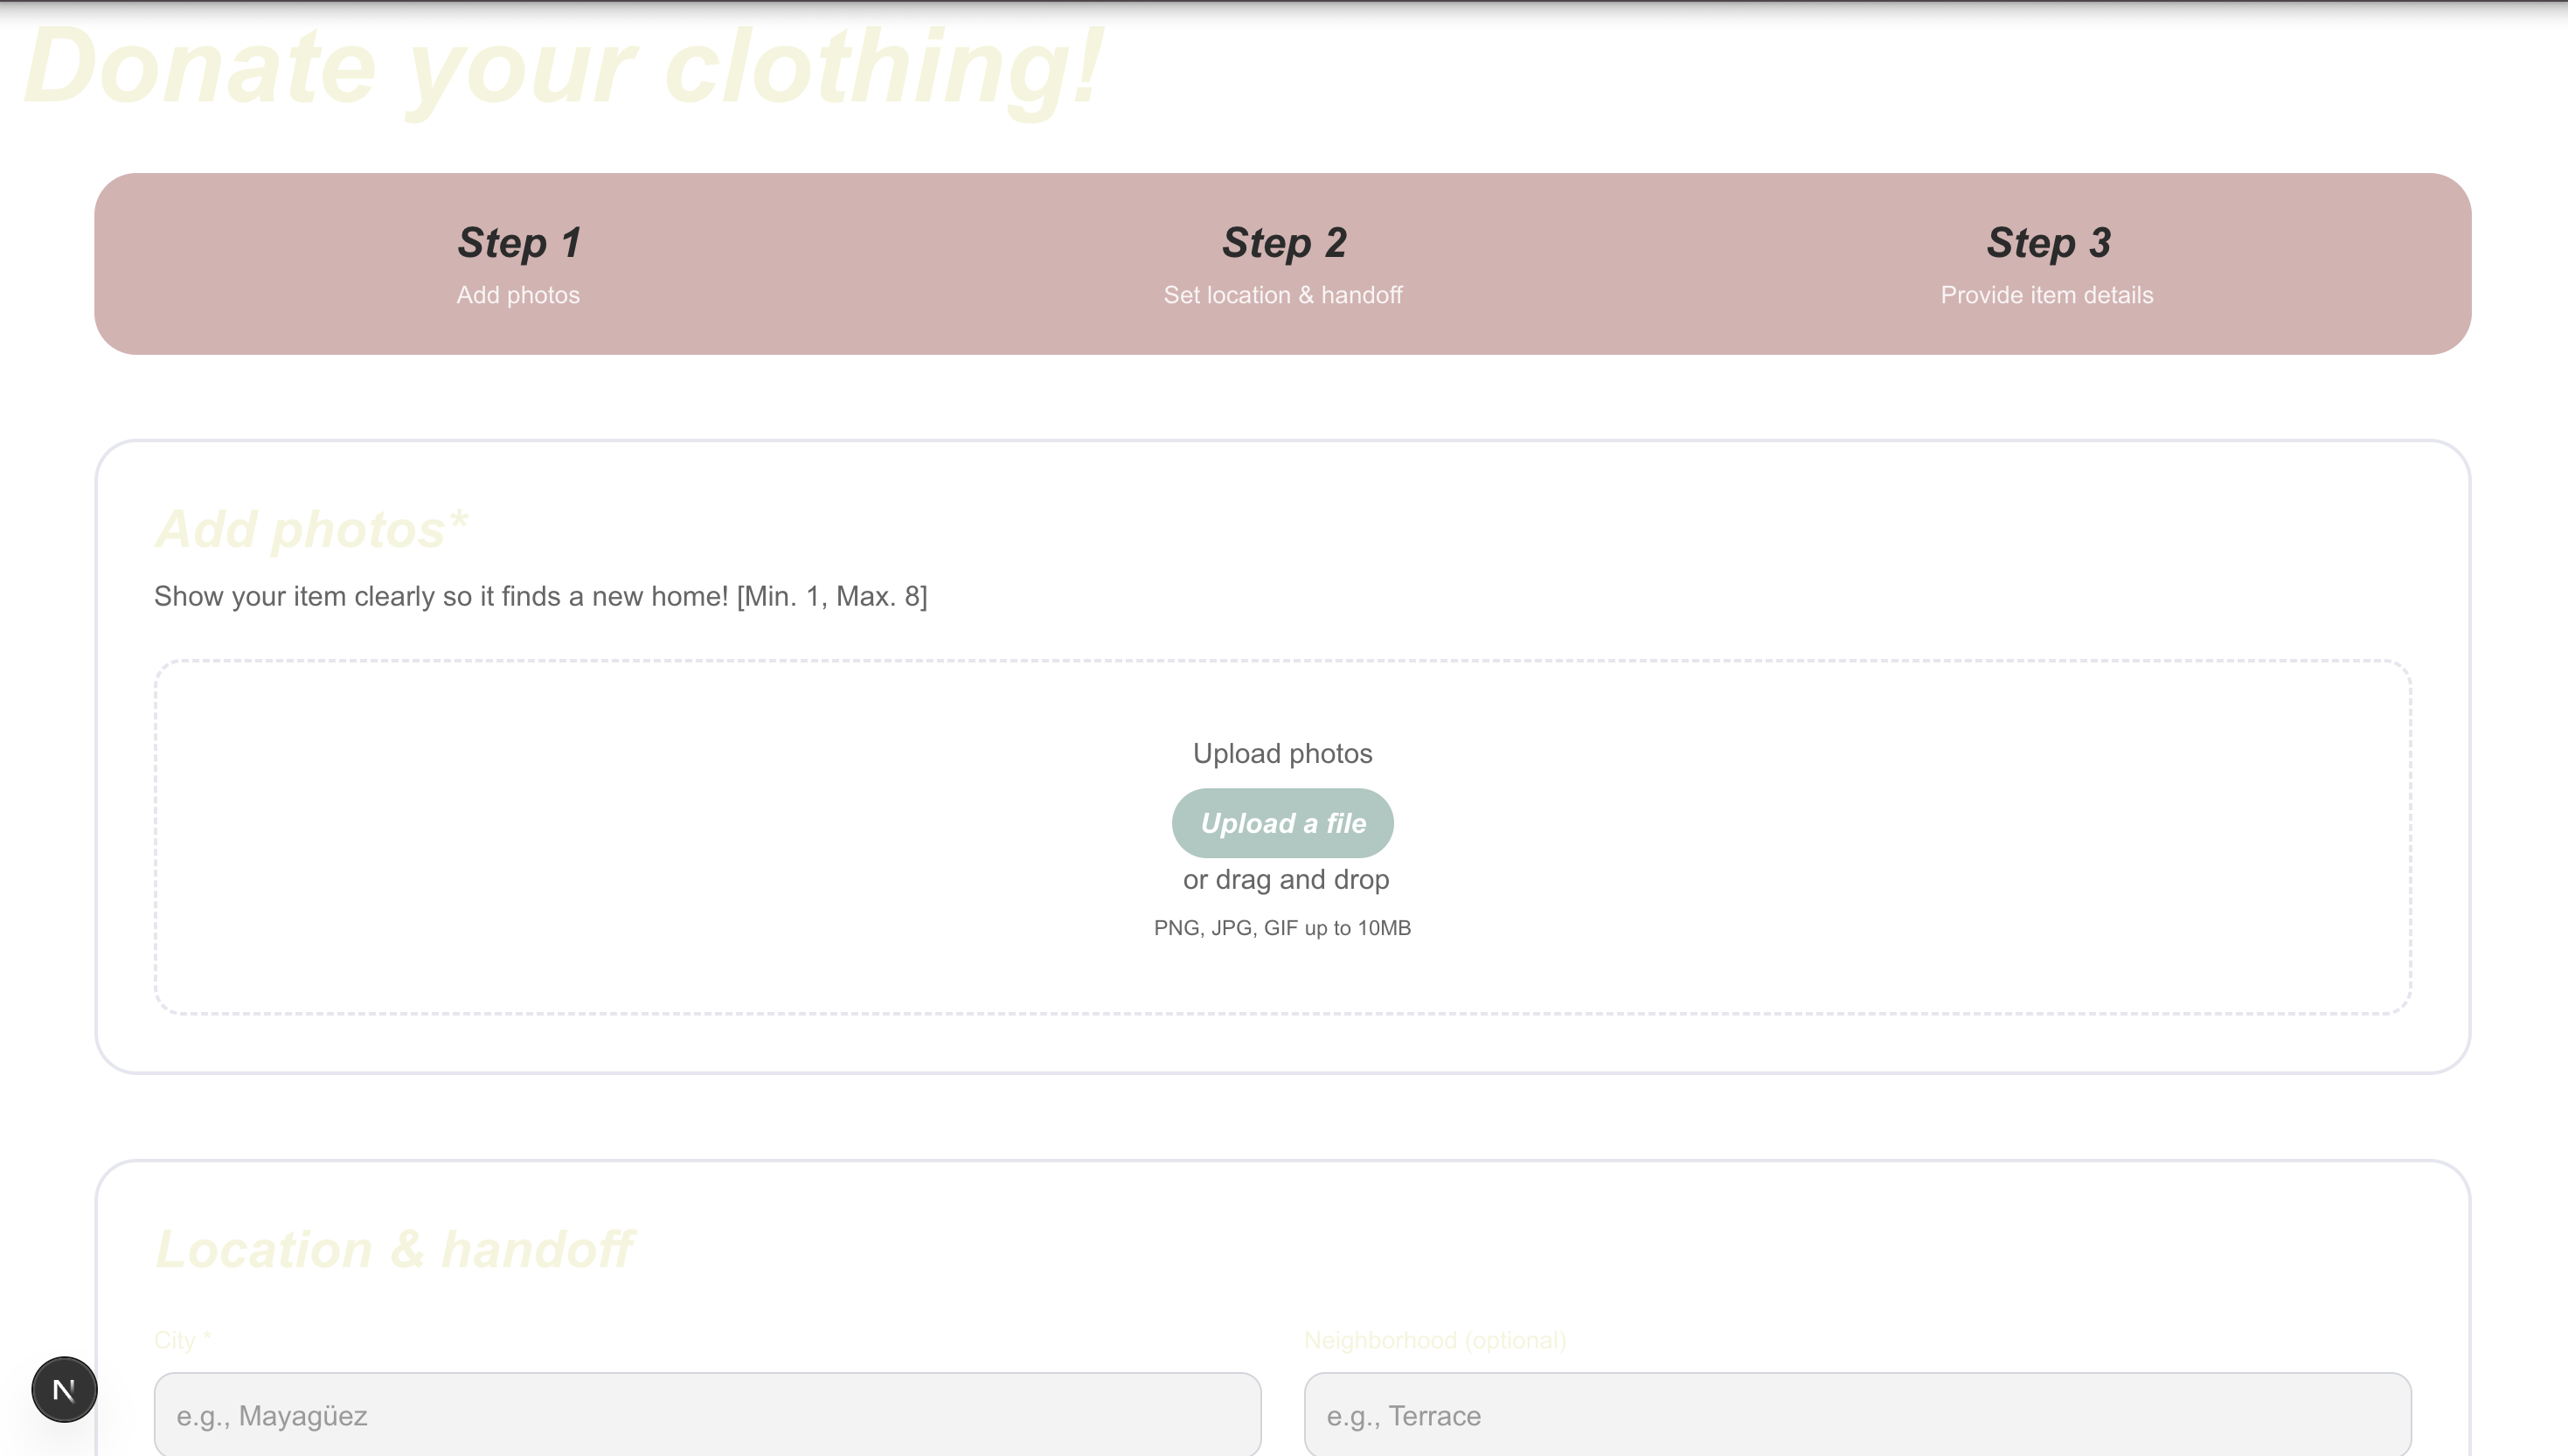 Donate your clothing!
Step 1
Add photos
Step 2
Set location & handoff
Step 3
Provide item details
Add photos*
Show your item clearly so it finds a new home! [Min. 1, Max. 8]
Upload photos
Upload a file
or drag and drop
PNG, JPG, GIF up to 10MB
Location & handoff
City *
e.g., Mayagüez
Neighborhood (optional)
e.g., Terrace
N